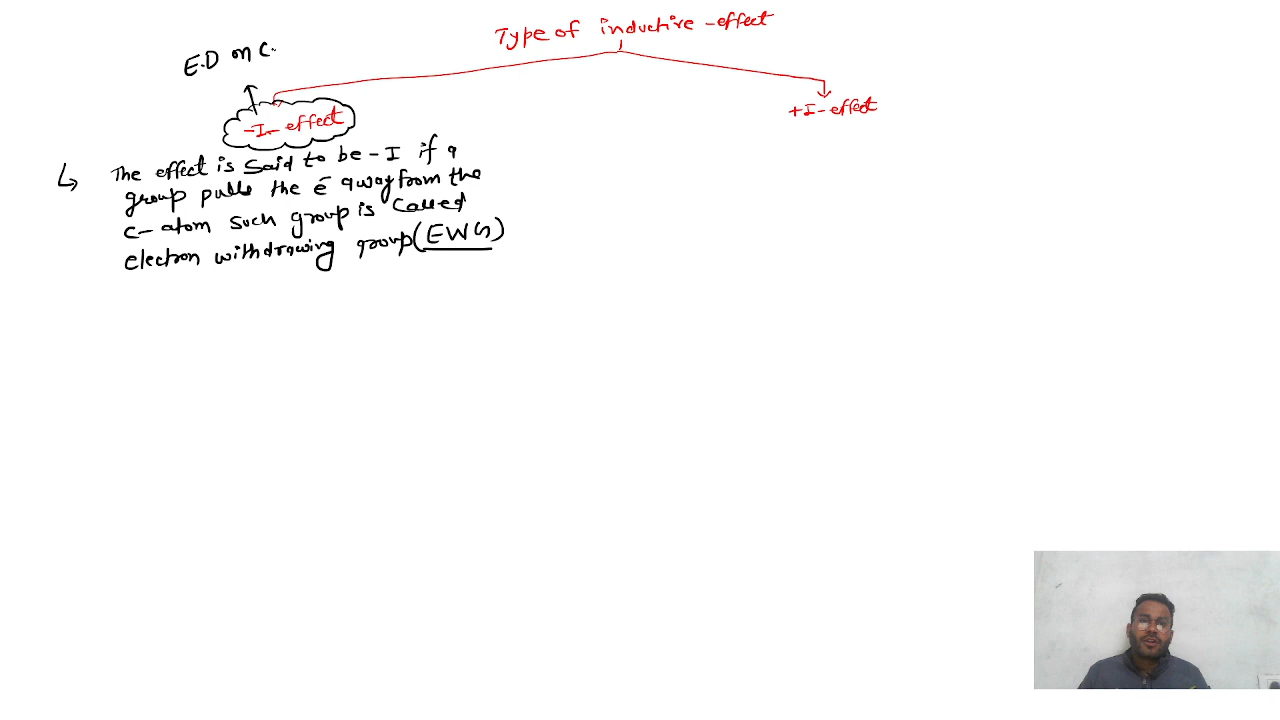 Type of inductive-effect
E.D on C.
-I-effect
+I-effect
↳ The effect is said to be -I if a
group pulls the e⁻ away from the
C-atom such group is called
electron withdrawing group (EWG)